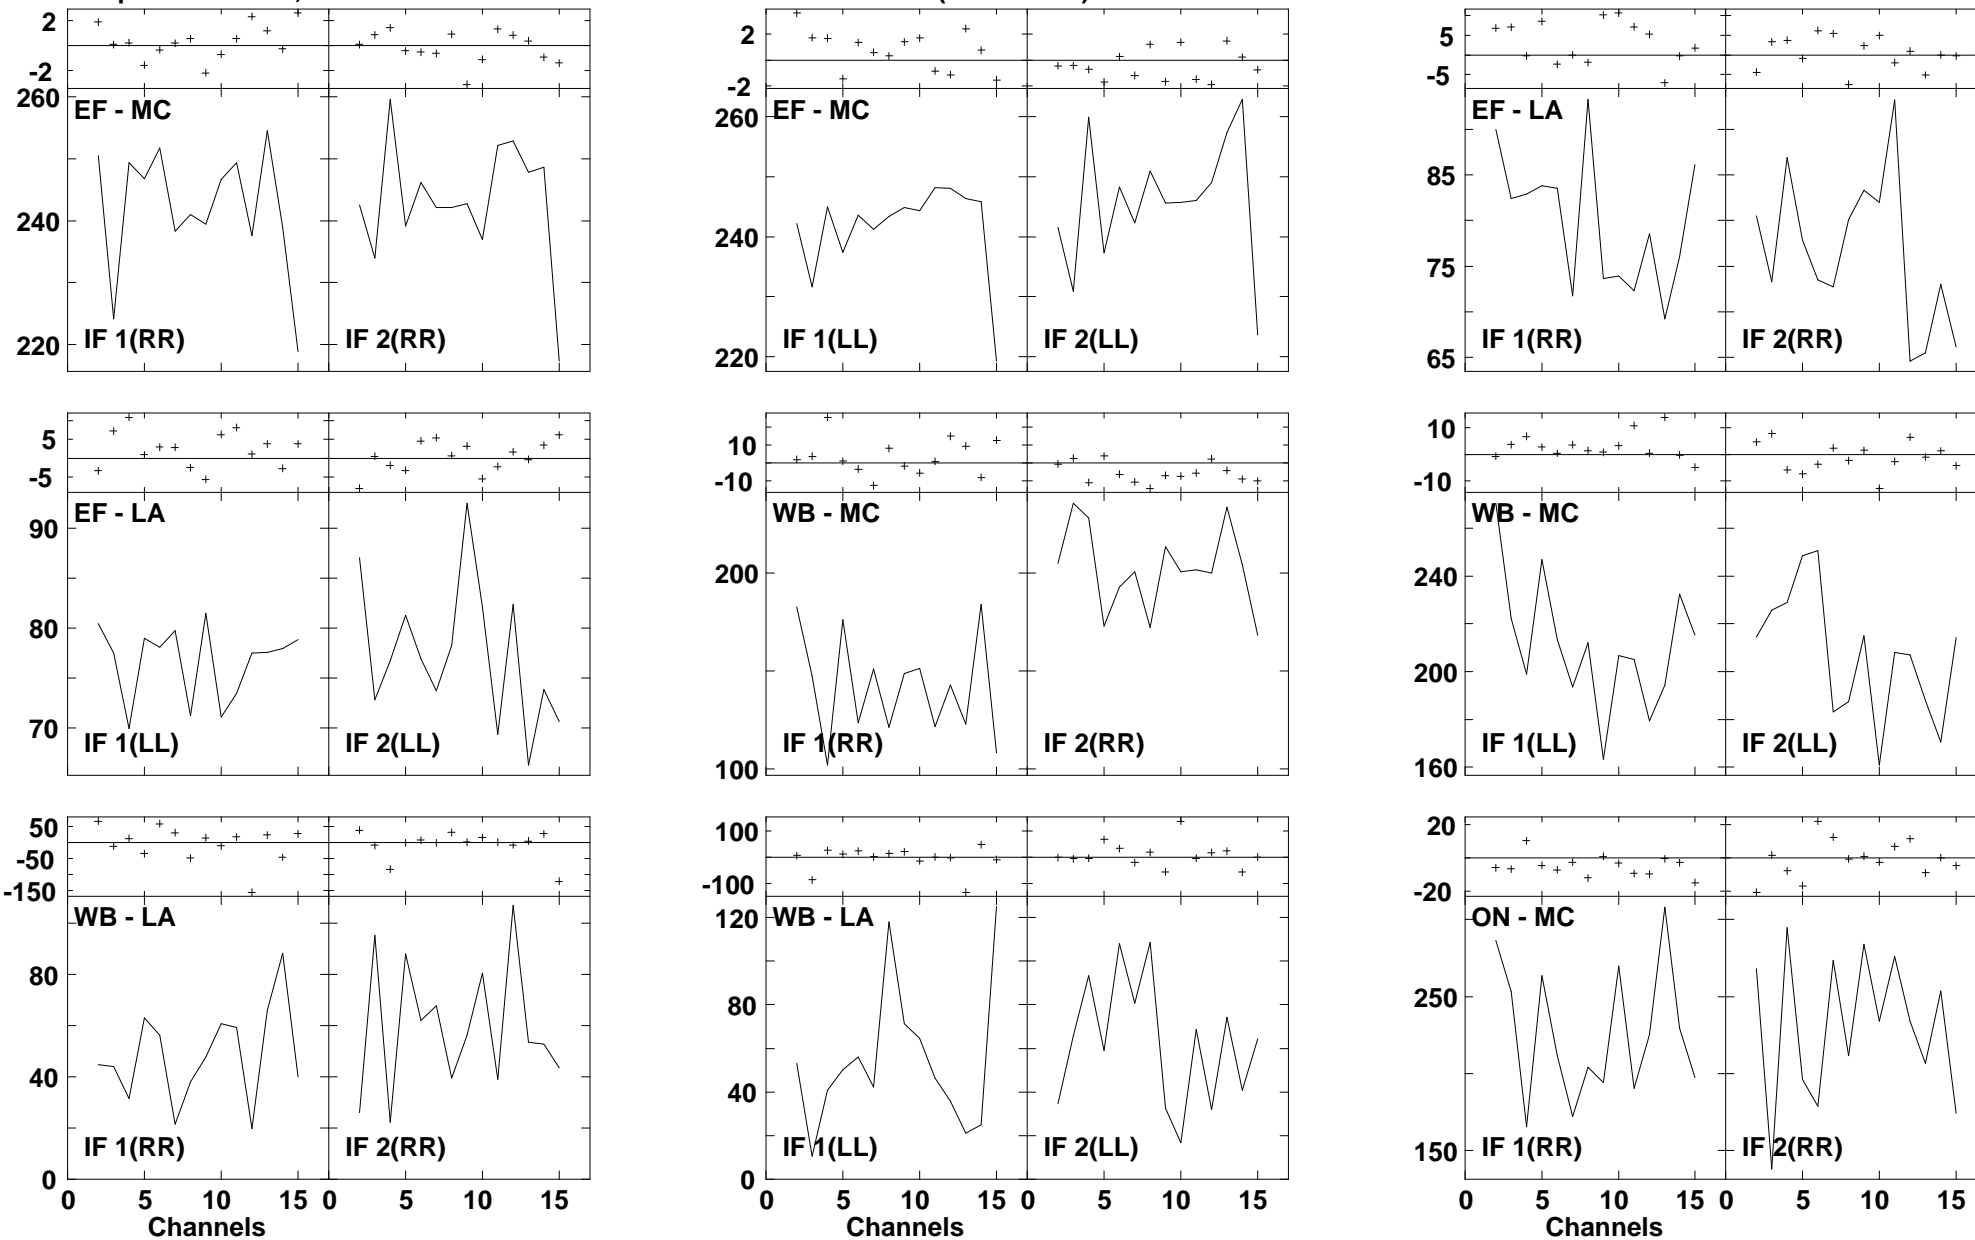 2
-2
260
240
220
EF - MC
IF 1(RR)
IF 2(RR)
2
-2
260
240
220
EF - MC
IF 1(LL)
IF 2(LL)
5
-5
85
75
65
EF - LA
IF 1(RR)
IF 2(RR)
5
-5
90
80
70
EF - LA
IF 1(LL)
IF 2(LL)
10
-10
200
100
WB - MC
IF 1(RR)
IF 2(RR)
10
-10
240
200
160
WB - MC
IF 1(LL)
IF 2(LL)
50
-50
-150
80
40
0
WB - LA
IF 1(RR)
IF 2(RR)
0 5 10 15 0 5 10 15
Channels
100
-100
120
80
40
0
WB - LA
IF 1(LL)
IF 2(LL)
0 5 10 15 0 5 10 15
Channels
20
-20
250
150
ON - MC
IF 1(RR)
IF 2(RR)
0 5 10 15 0 5 10 15
Channels